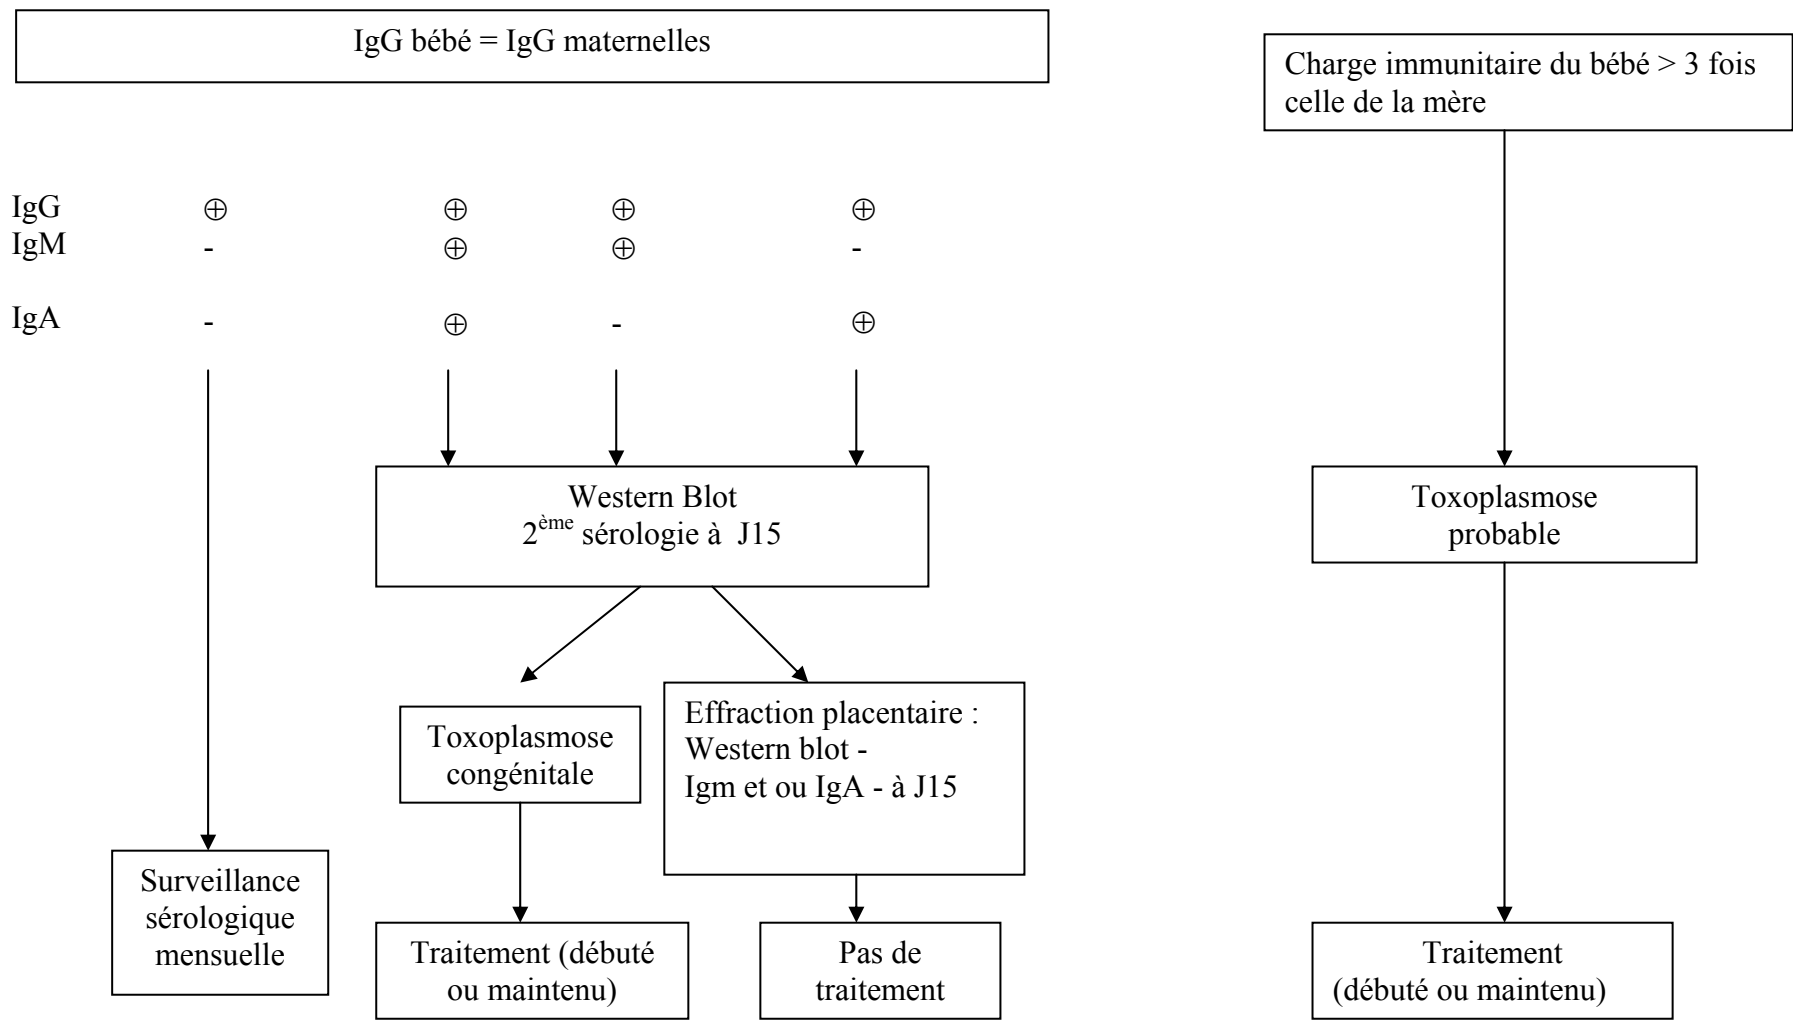 IgG bébé = IgG maternelles
Charge immunitaire du bébé > 3 fois
celle de la mère
IgG ⊕ ⊕ ⊕ ⊕
IgM - ⊕ ⊕ -
IgA - ⊕ - ⊕
Western Blot
2ème sérologie à J15
Toxoplasmose
probable
Toxoplasmose
congénitale
Effraction placentaire :
Western blot -
Igm et ou IgA - à J15
Surveillance
sérologique
mensuelle
Traitement (débuté
ou maintenu)
Pas de
traitement
Traitement
(débuté ou maintenu)